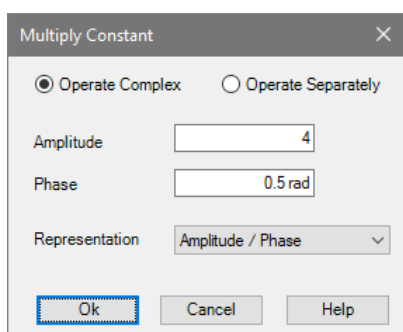 Multiply Constant
Operate Complex Operate Separately
Amplitude 4
Phase 0.5 rad
Representation Amplitude / Phase
Ok Cancel Help